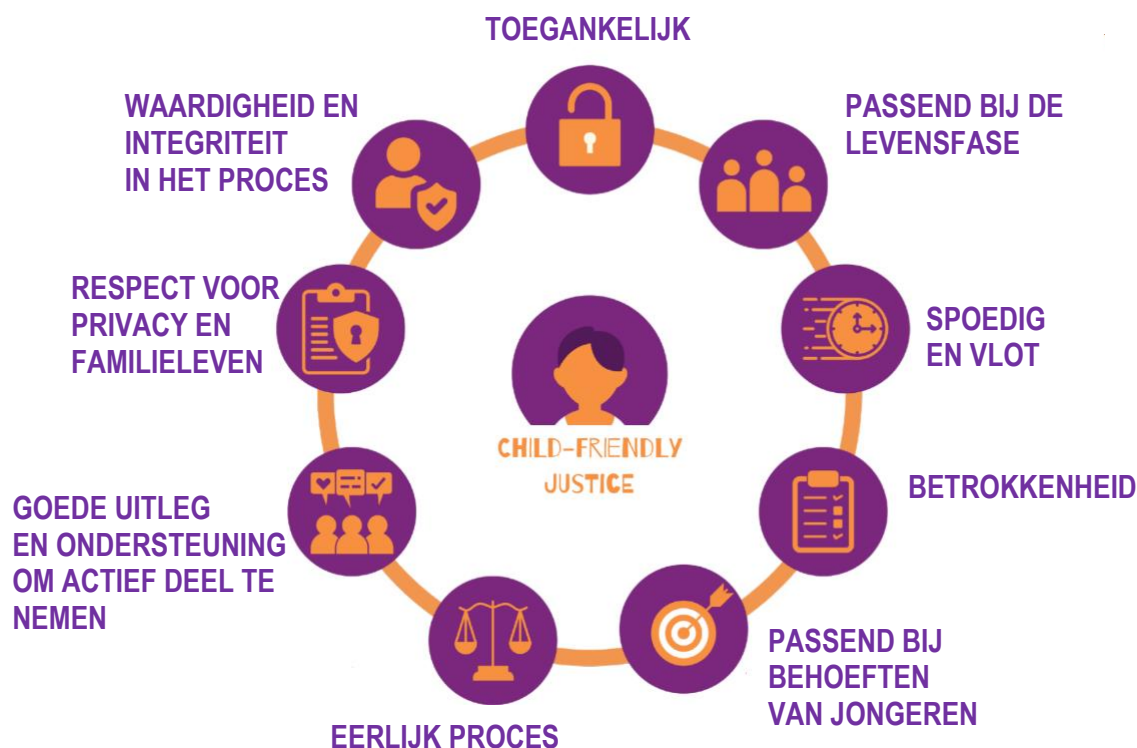 TOEGANKELIJK
PASSEND BIJ DE
LEVENSFASE
SPOEDIG
EN VLOT
BETROKKENHEID
PASSEND BIJ
BEHOEFTEN
VAN JONGEREN
EERLIJK PROCES
GOEDE UITLEG
EN ONDERSTEUNING
OM ACTIEF DEEL TE
NEMEN
RESPECT VOOR
PRIVACY EN
FAMILIELEVEN
WAARDIGHEID EN
INTEGRITEIT
IN HET PROCES
CHILD-FRIENDLY
JUSTICE